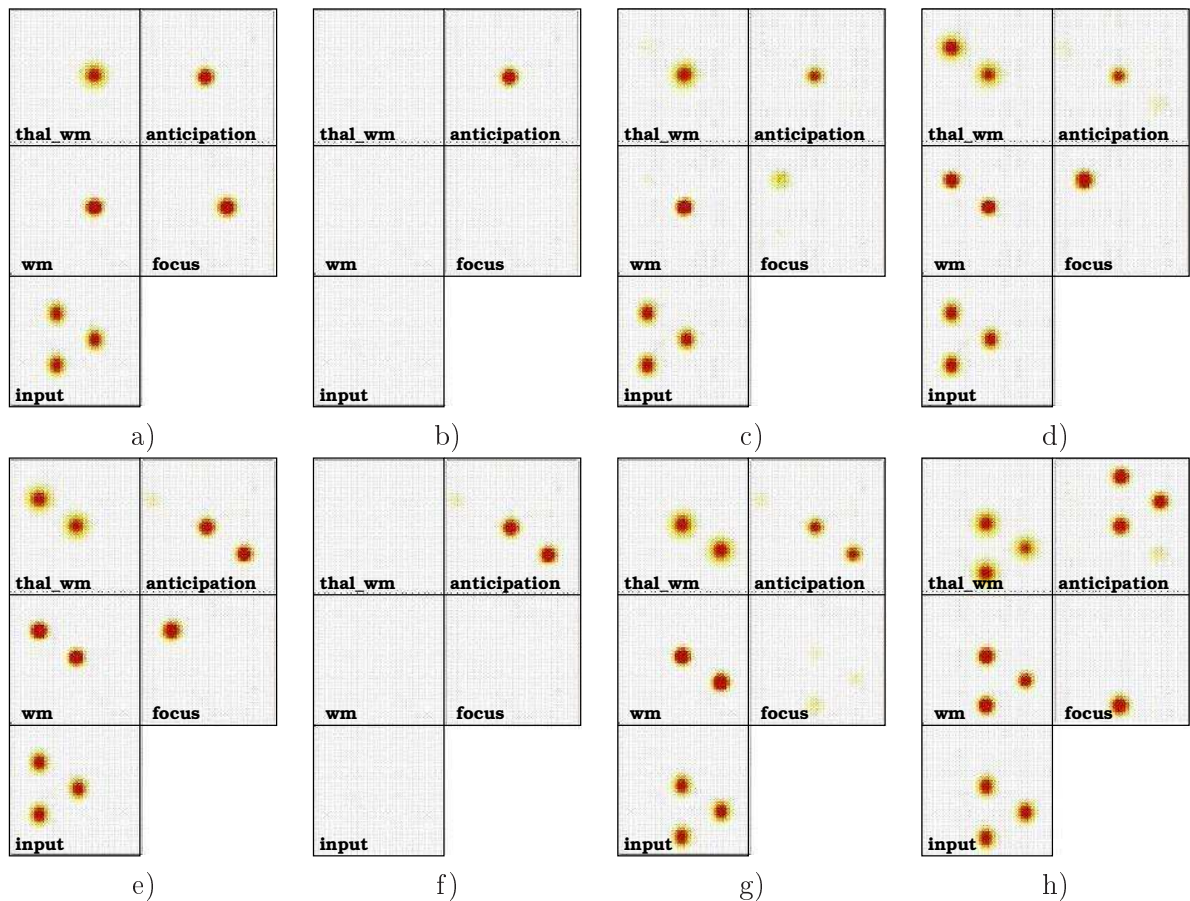 thal_wm anticipation thal_wm anticipation thal_wm anticipation thal_wm anticipation
wm focus wm focus wm focus wm focus
input input input input
a) b) c) d)
thal_wm anticipation thal_wm anticipation thal_wm anticipation thal_wm anticipation
wm focus wm focus wm focus wm focus
input input input input
e) f) g) h)